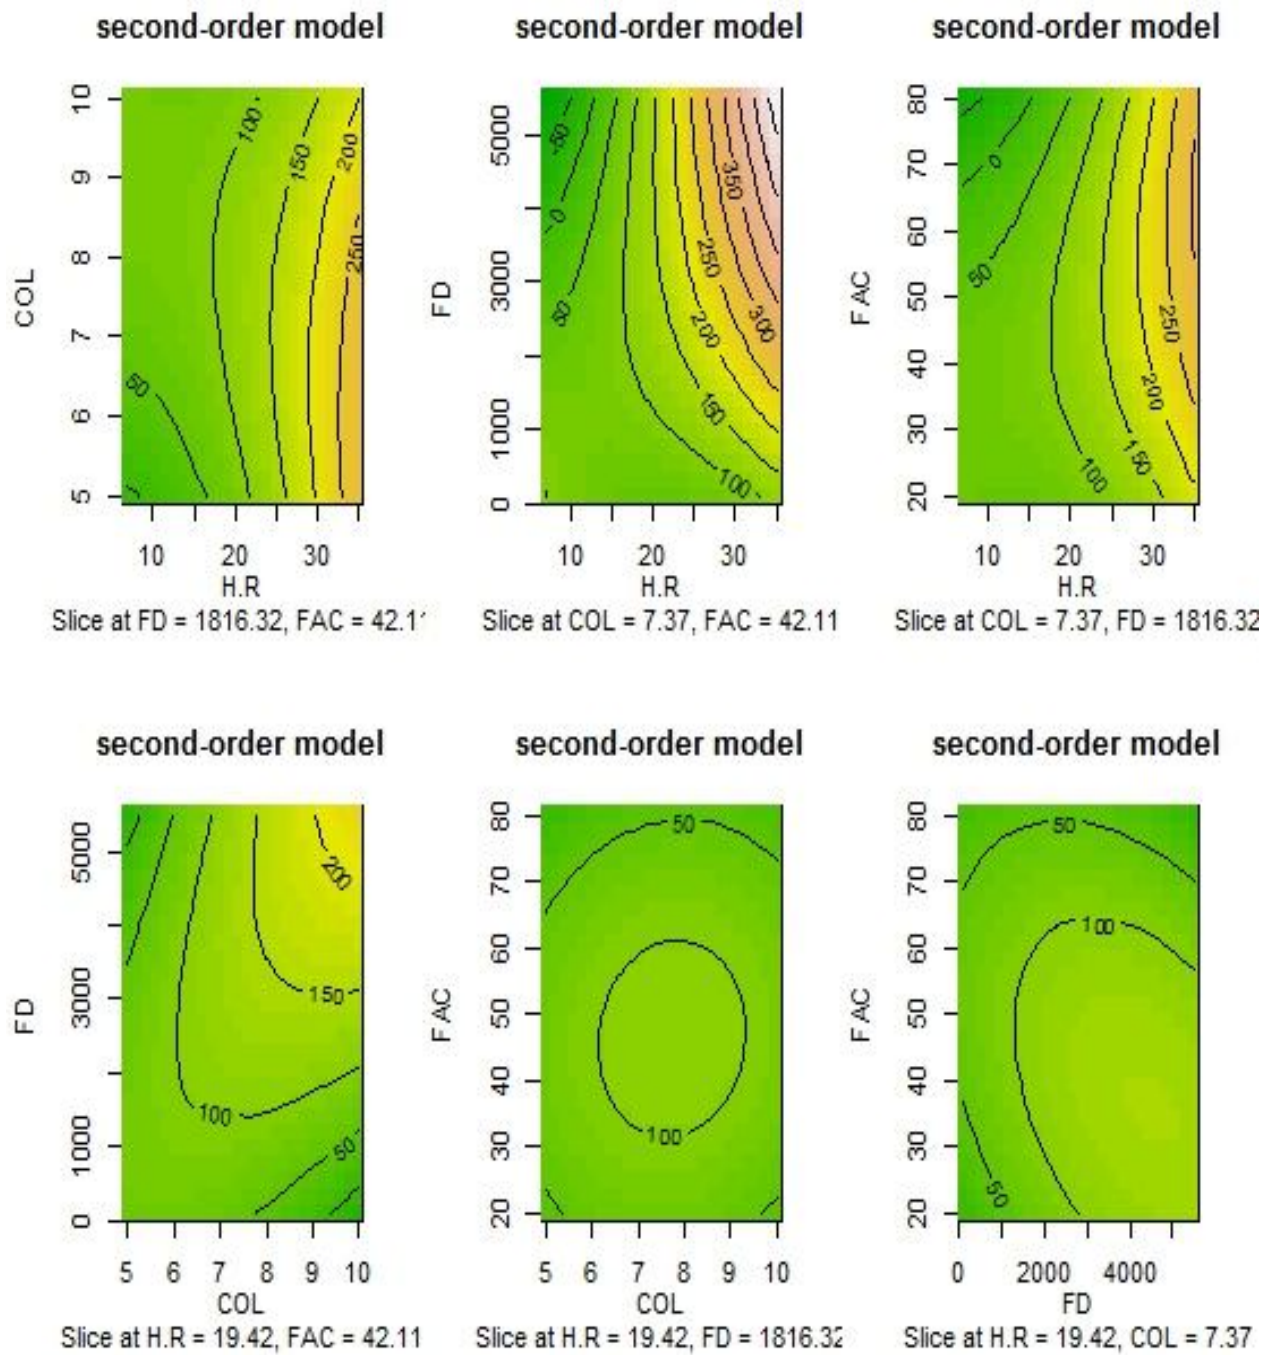 second-order model
second-order model
second-order model
10
9
8
7
6
5
COL
100
150
200
250
50
10 20 30
H.R
Slice at FD = 1816.32, FAC = 42.1
5000
3000
1000
0
FD
-50
0
50
350
250
300
200
150
100
10 20 30
H.R
Slice at COL = 7.37, FAC = 42.11
80
70
60
50
40
30
20
FAC
0
50
250
200
150
100
10 20 30
H.R
Slice at COL = 7.37, FD = 1816.32
second-order model
second-order model
second-order model
5000
3000
1000
0
FD
200
150
100
50
5 6 7 8 9 10
COL
Slice at H.R = 19.42, FAC = 42.11
80
70
60
50
40
30
20
FAC
50
100
5 6 7 8 9 10
COL
Slice at H.R = 19.42, FD = 1816.32
80
70
60
50
40
30
20
FAC
50
100
50
0 2000 4000
FD
Slice at H.R = 19.42, COL = 7.37